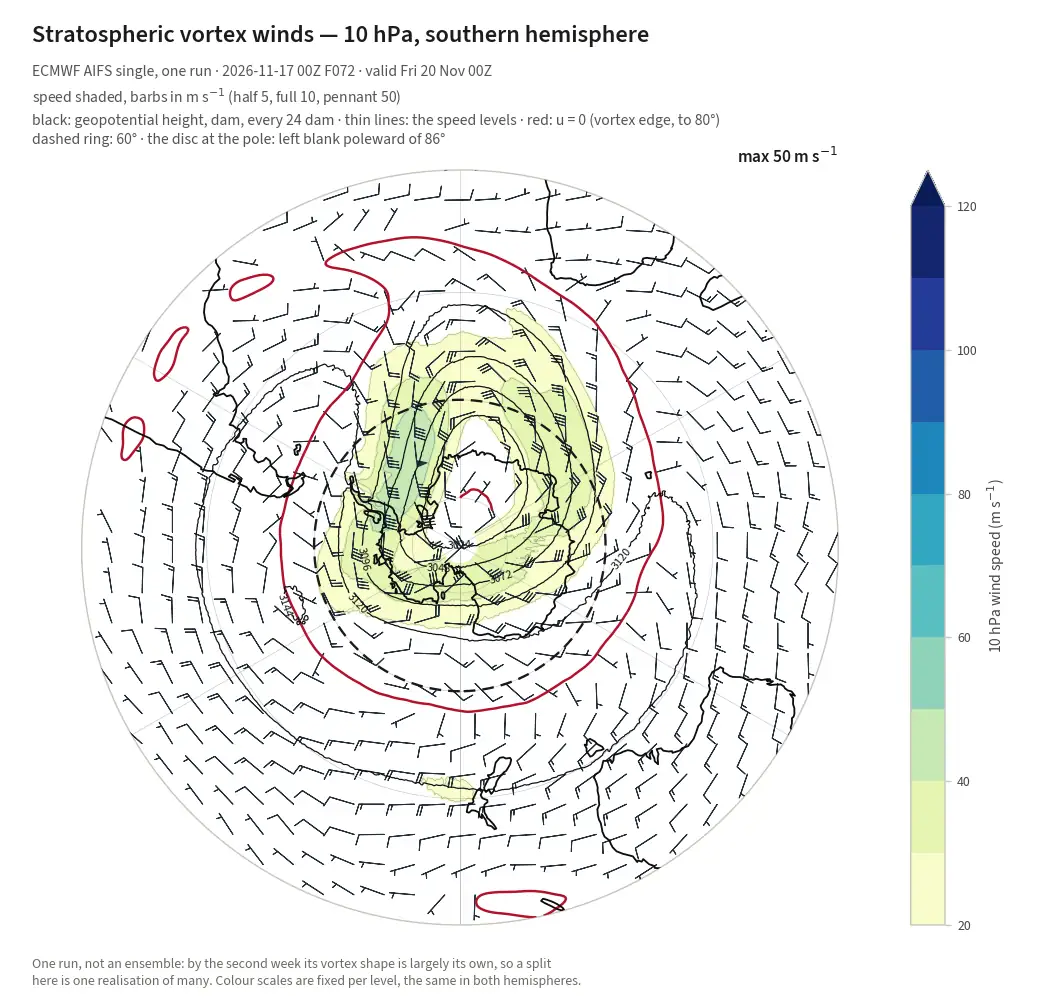 Stratospheric vortex winds — 10 hPa, southern hemisphere
ECMWF AIFS single, one run · 2026-11-17 00Z F072 · valid Fri 20 Nov 00Z
speed shaded, barbs in m s⁻¹ (half 5, full 10, pennant 50)
black: geopotential height, dam, every 24 dam · thin lines: the speed levels · red: u = 0 (vortex edge, to 80°)
dashed ring: 60° · the disc at the pole: left blank poleward of 86°
max 50 m s⁻¹
120
100
80
60
40
20
10 hPa wind speed (m s⁻¹)
3120
3072
3096
3120
3144
One run, not an ensemble: by the second week its vortex shape is largely its own, so a split
here is one realisation of many. Colour scales are fixed per level, the same in both hemispheres.